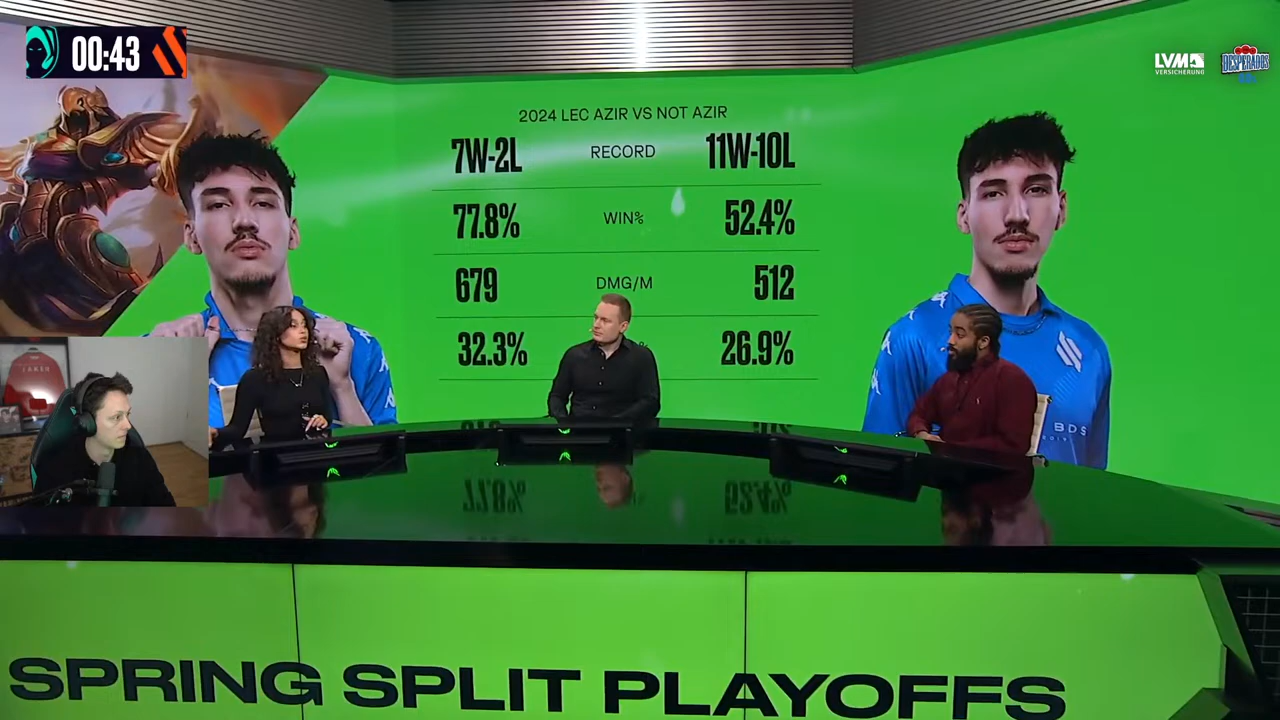 00:43
LVM
VERSICHERUNG
DESPERADOS
2024 LEC AZIR VS NOT AZIR
7W-2L RECORD 11W-10L
77.8% WIN% 52.4%
679 DMG/M 512
32.3% % 26.9%
FAKER
BDS
SPRING SPLIT PLAYOFFS